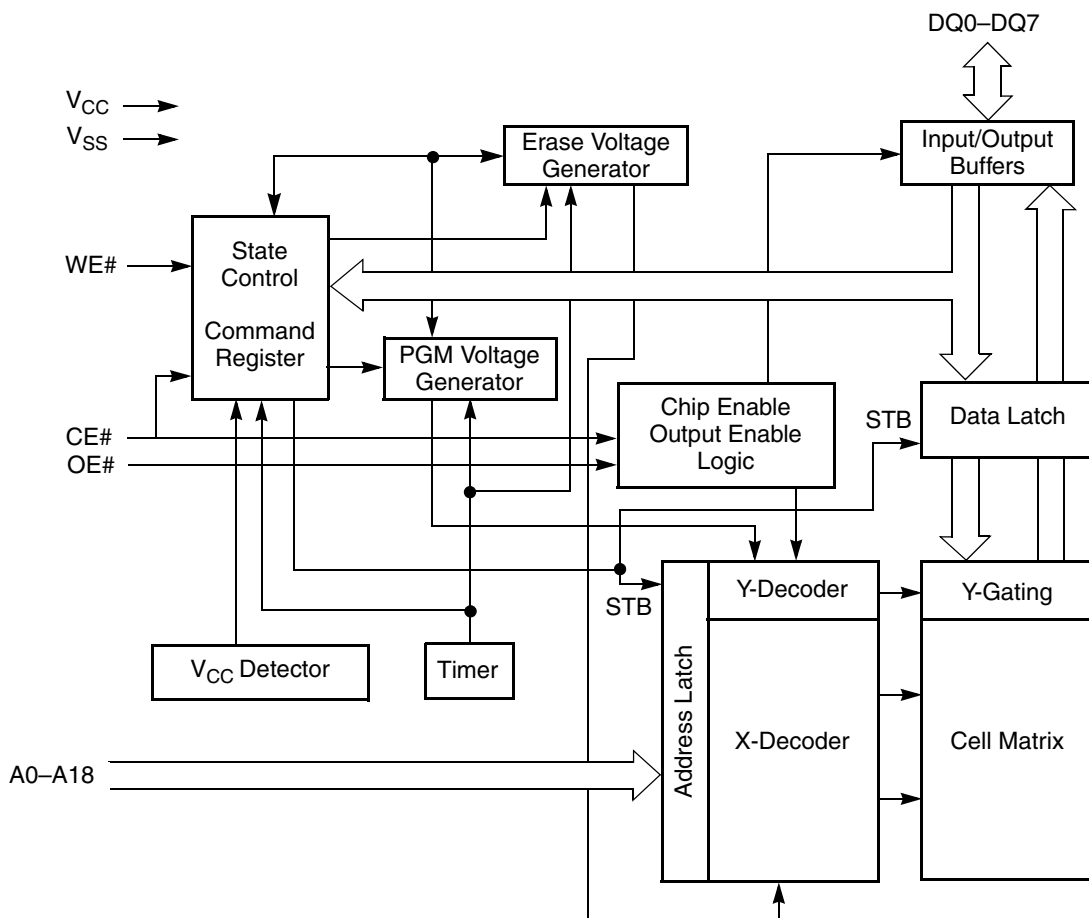 DQ0–DQ7
VCC
VSS
Erase Voltage
Generator
Input/Output
Buffers
WE#
State
Control
Command
Register
PGM Voltage
Generator
CE#
OE#
Chip Enable
Output Enable
Logic
STB
Data Latch
STB
Y-Decoder
Y-Gating
VCC Detector
Timer
Address Latch
X-Decoder
Cell Matrix
A0–A18